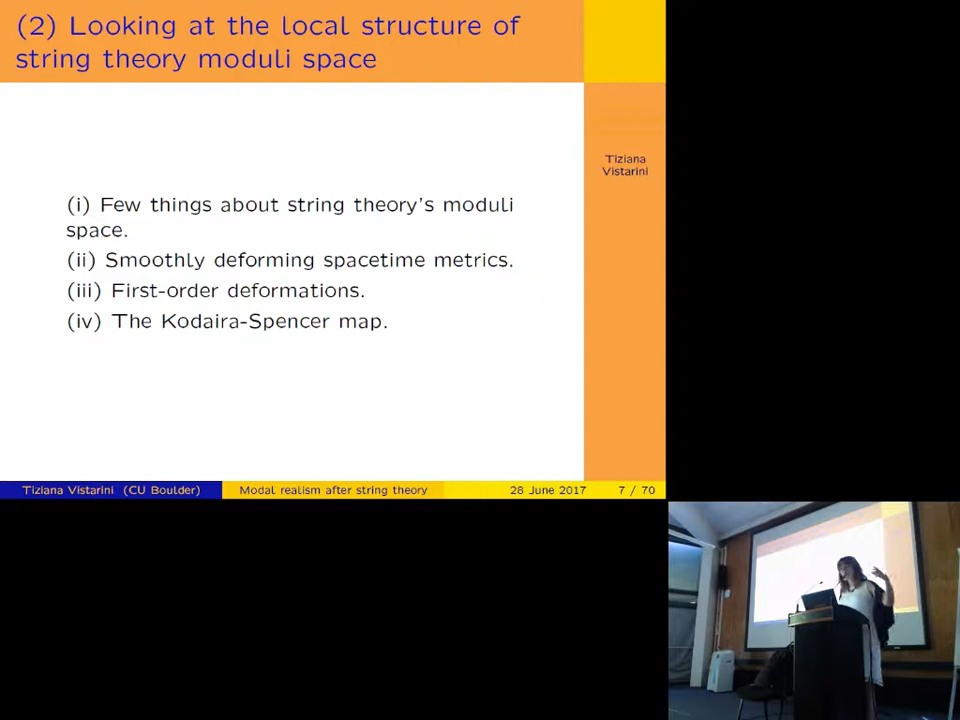 (2) Looking at the local structure of
string theory moduli space
Tiziana
Vistarini
(i) Few things about string theory's moduli
space.
(ii) Smoothly deforming spacetime metrics.
(iii) First-order deformations.
(iv) The Kodaira-Spencer map.
Tiziana Vistarini (CU Boulder) Modal realism after string theory 28 June 2017 7 / 70